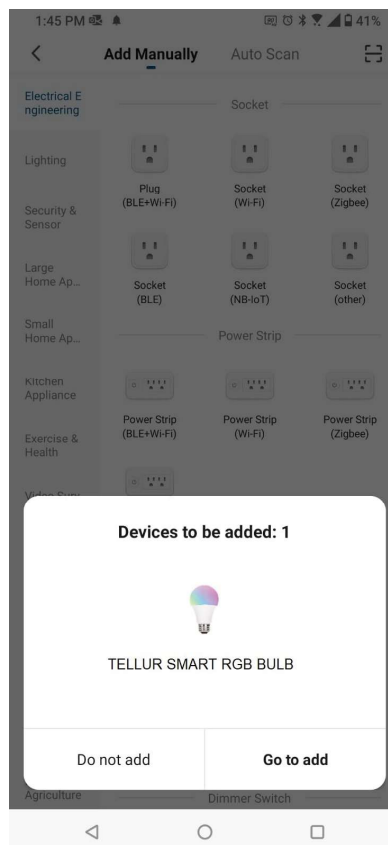 1:45 PM 41%
Add Manually Auto Scan
Electrical E
ngineering
Socket
Lighting
Plug
(BLE+Wi-Fi)
Socket
(Wi-Fi)
Socket
(Zigbee)
Security &
Sensor
Large
Home Ap...
Socket
(BLE)
Socket
(NB-IoT)
Socket
(other)
Small
Home Ap...
Power Strip
Kitchen
Appliance
Power Strip
(BLE+Wi-Fi)
Power Strip
(Wi-Fi)
Power Strip
(Zigbee)
Exercise &
Health
Devices to be added: 1
TELLUR SMART RGB BULB
Do not add Go to add
Agriculture
Dimmer Switch